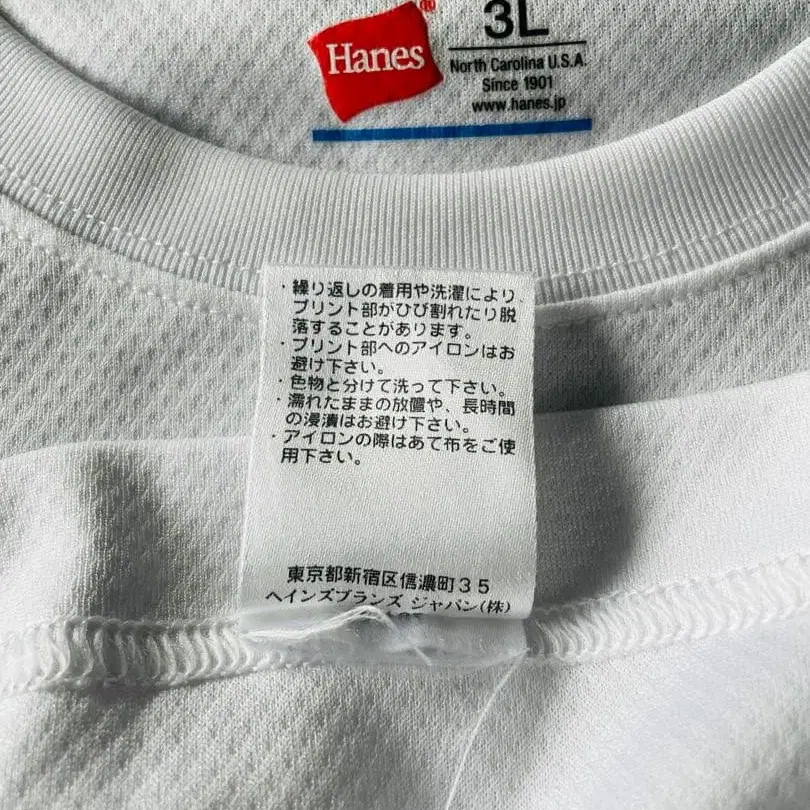 Hanes®
3L
North Carolina U.S.A.
Since 1901
www.hanes.jp
・繰り返しの着用や洗濯により、
プリント部がひび割れたり脱
落することがあります。
・プリント部へのアイロンはお
避け下さい。
・色物と分けて洗って下さい。
・濡れたままの放置や、長時間
の浸漬はお避け下さい。
・アイロンの際はあて布をご使
用下さい。
東京都新宿区信濃町35
ヘインズブランズ ジャパン(株)